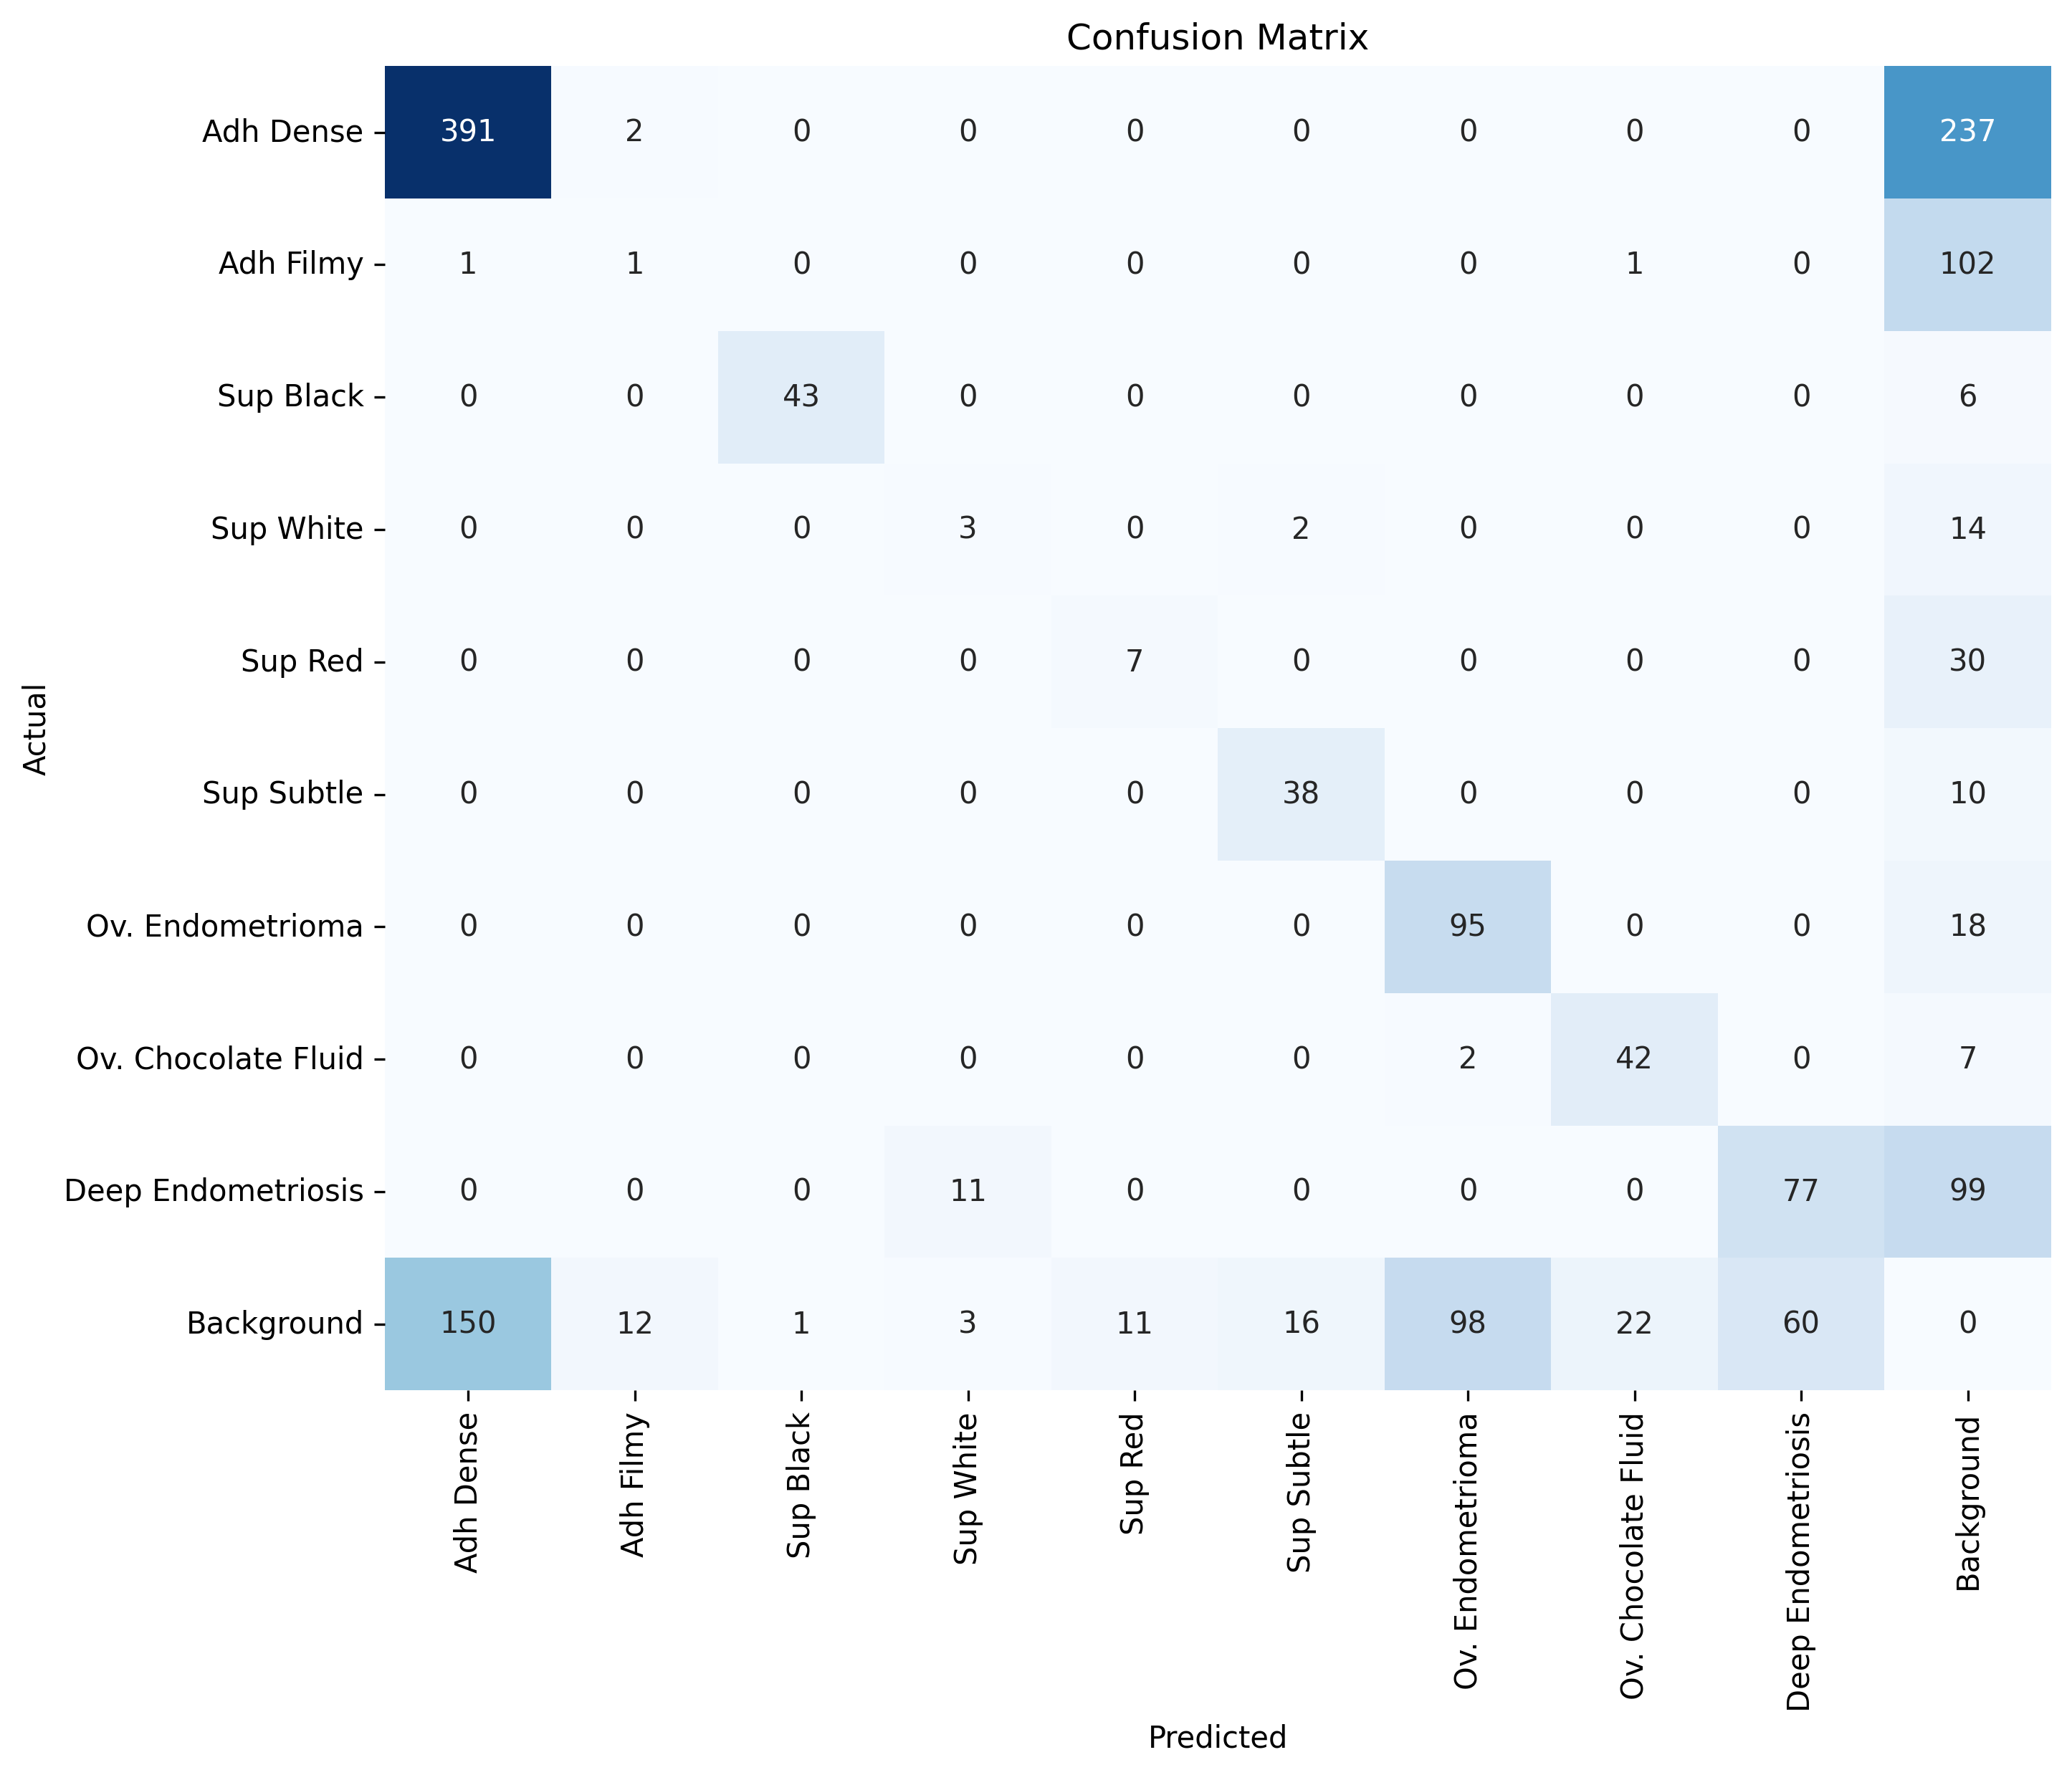 Confusion Matrix
Actual
Adh Dense 391 2 0 0 0 0 0 0 0 237
Adh Filmy 1 1 0 0 0 0 0 1 0 102
Sup Black 0 0 43 0 0 0 0 0 0 6
Sup White 0 0 0 3 0 2 0 0 0 14
Sup Red 0 0 0 0 7 0 0 0 0 30
Sup Subtle 0 0 0 0 0 38 0 0 0 10
Ov. Endometrioma 0 0 0 0 0 0 95 0 0 18
Ov. Chocolate Fluid 0 0 0 0 0 0 2 42 0 7
Deep Endometriosis 0 0 0 11 0 0 0 0 77 99
Background 150 12 1 3 11 16 98 22 60 0
Adh Dense
Adh Filmy
Sup Black
Sup White
Sup Red
Sup Subtle
Ov. Endometrioma
Ov. Chocolate Fluid
Deep Endometriosis
Background
Predicted